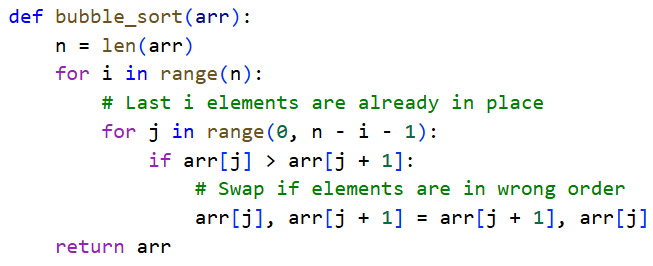 def bubble_sort(arr):
    n = len(arr)
    for i in range(n):
        # Last i elements are already in place
        for j in range(0, n - i - 1):
            if arr[j] > arr[j + 1]:
                # Swap if elements are in wrong order
                arr[j], arr[j + 1] = arr[j + 1], arr[j]
    return arr